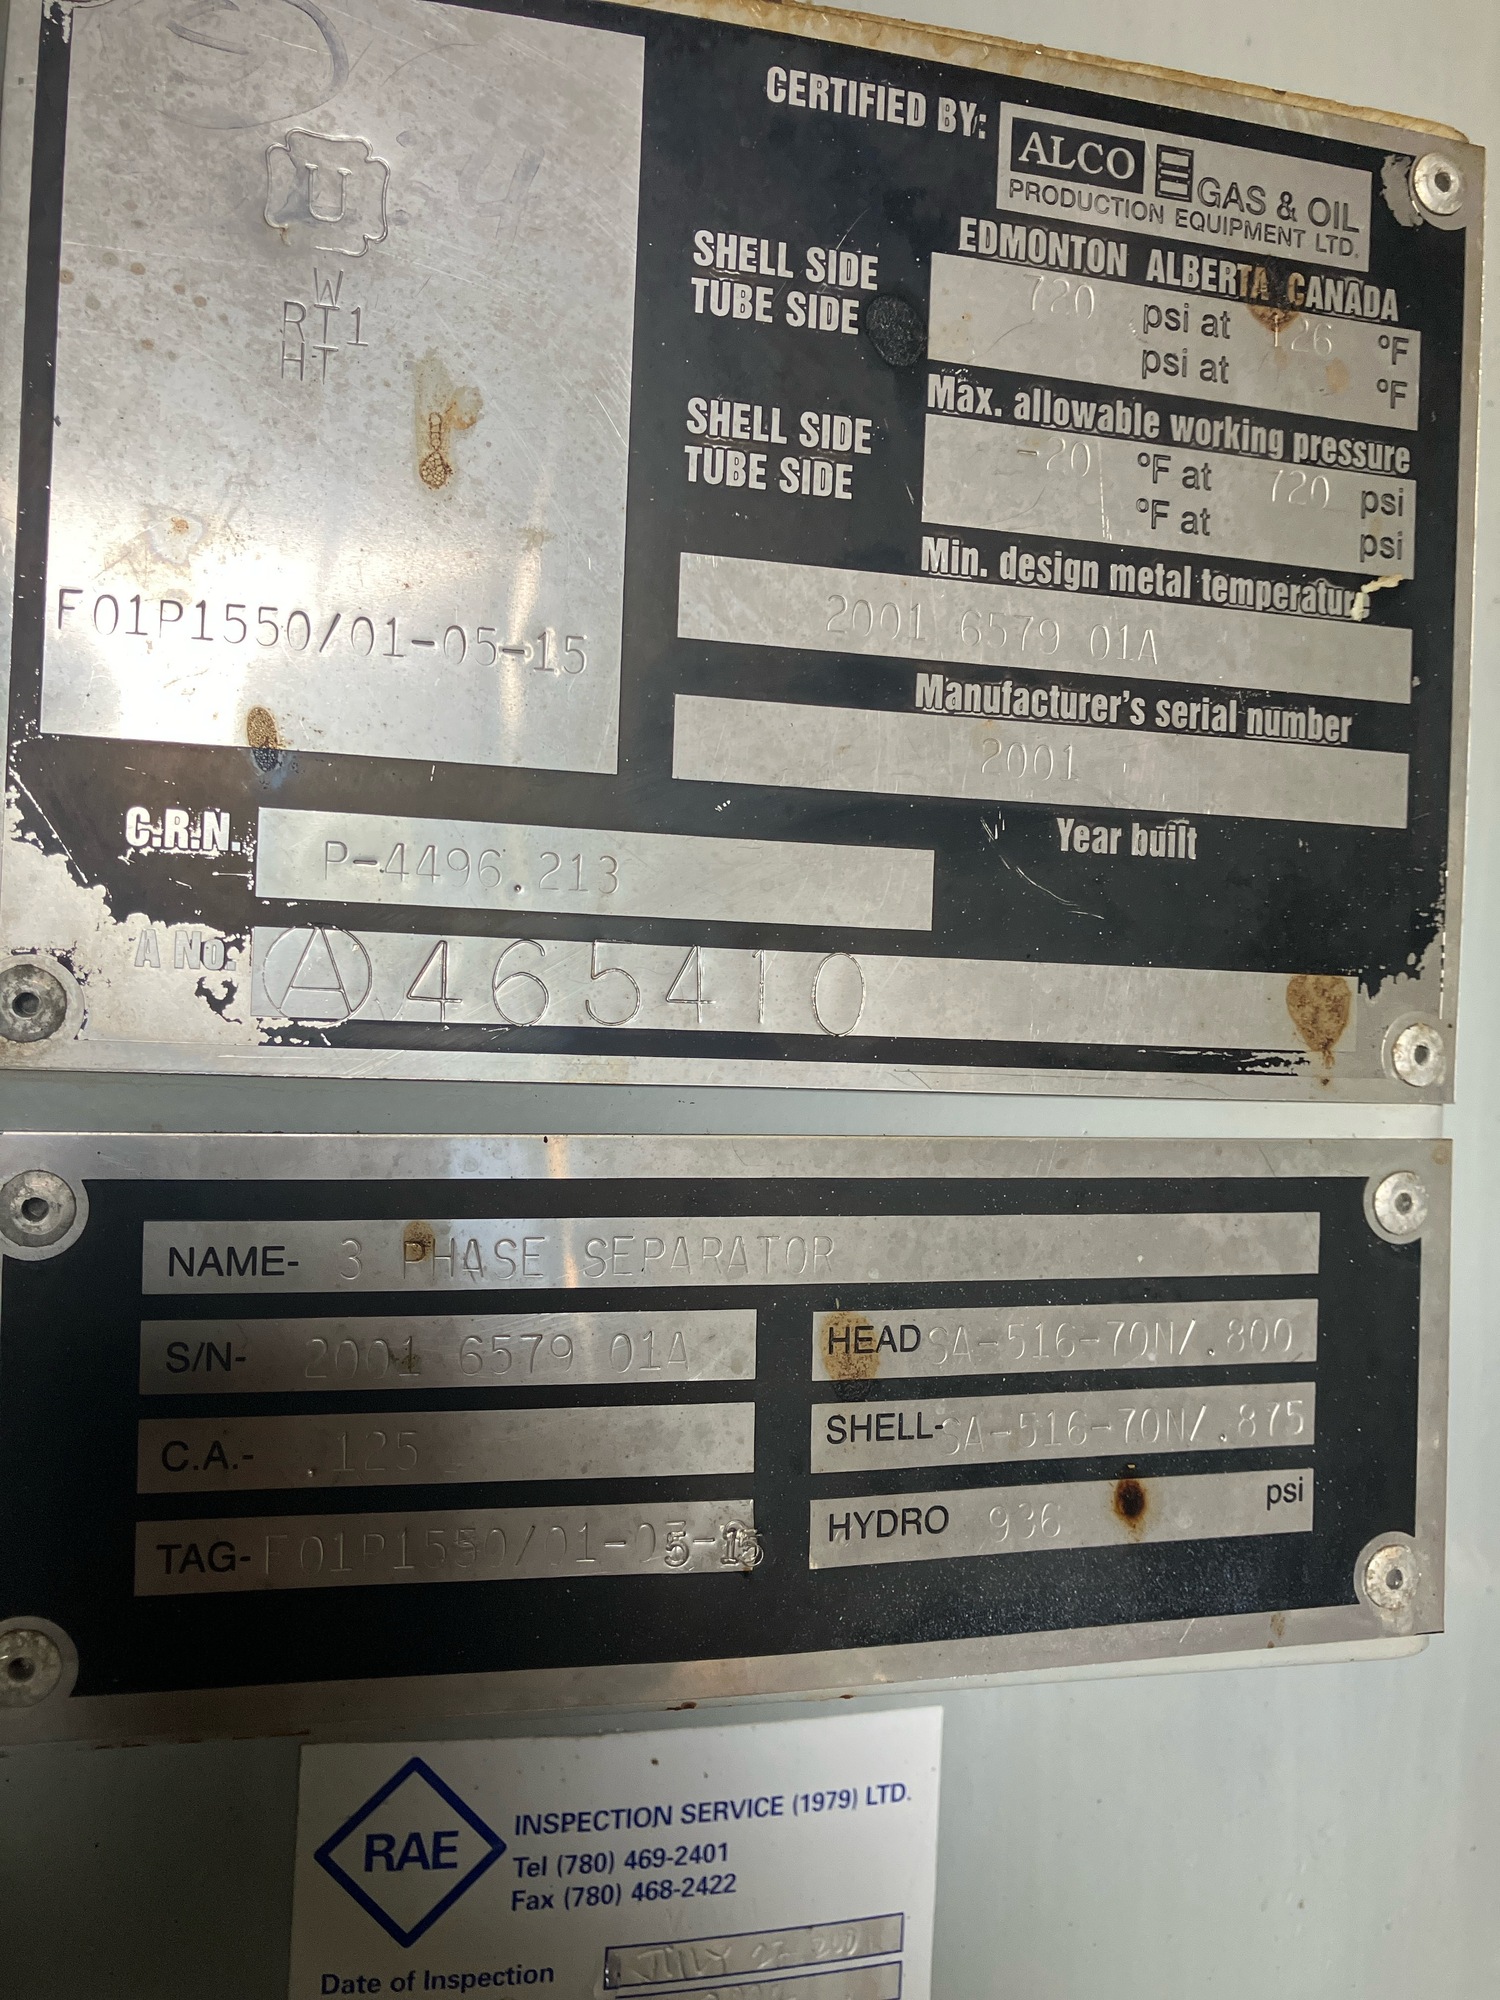 U
W
RT1
HT
F01P1550/01-05-15
CERTIFIED BY:
ALCO GAS & OIL
PRODUCTION EQUIPMENT LTD.
EDMONTON ALBERTA CANADA
SHELL SIDE 720 psi at 126 °F
TUBE SIDE psi at °F
Max. allowable working pressure
SHELL SIDE -20 °F at 720 psi
TUBE SIDE °F at psi
Min. design metal temperature
2001 6579 01A
Manufacturer's serial number
2001
Year built
C.R.N. P-4496.213
A No. A 465410
NAME- 3 PHASE SEPARATOR
S/N- 2001 6579 01A
HEAD SA-516-70N/.800
C.A.- .125
SHELL- SA-516-70N/.875
TAG- F01P1550/01-05-15
HYDRO 936 psi
RAE
INSPECTION SERVICE (1979) LTD.
Tel (780) 469-2401
Fax (780) 468-2422
Date of Inspection JULY